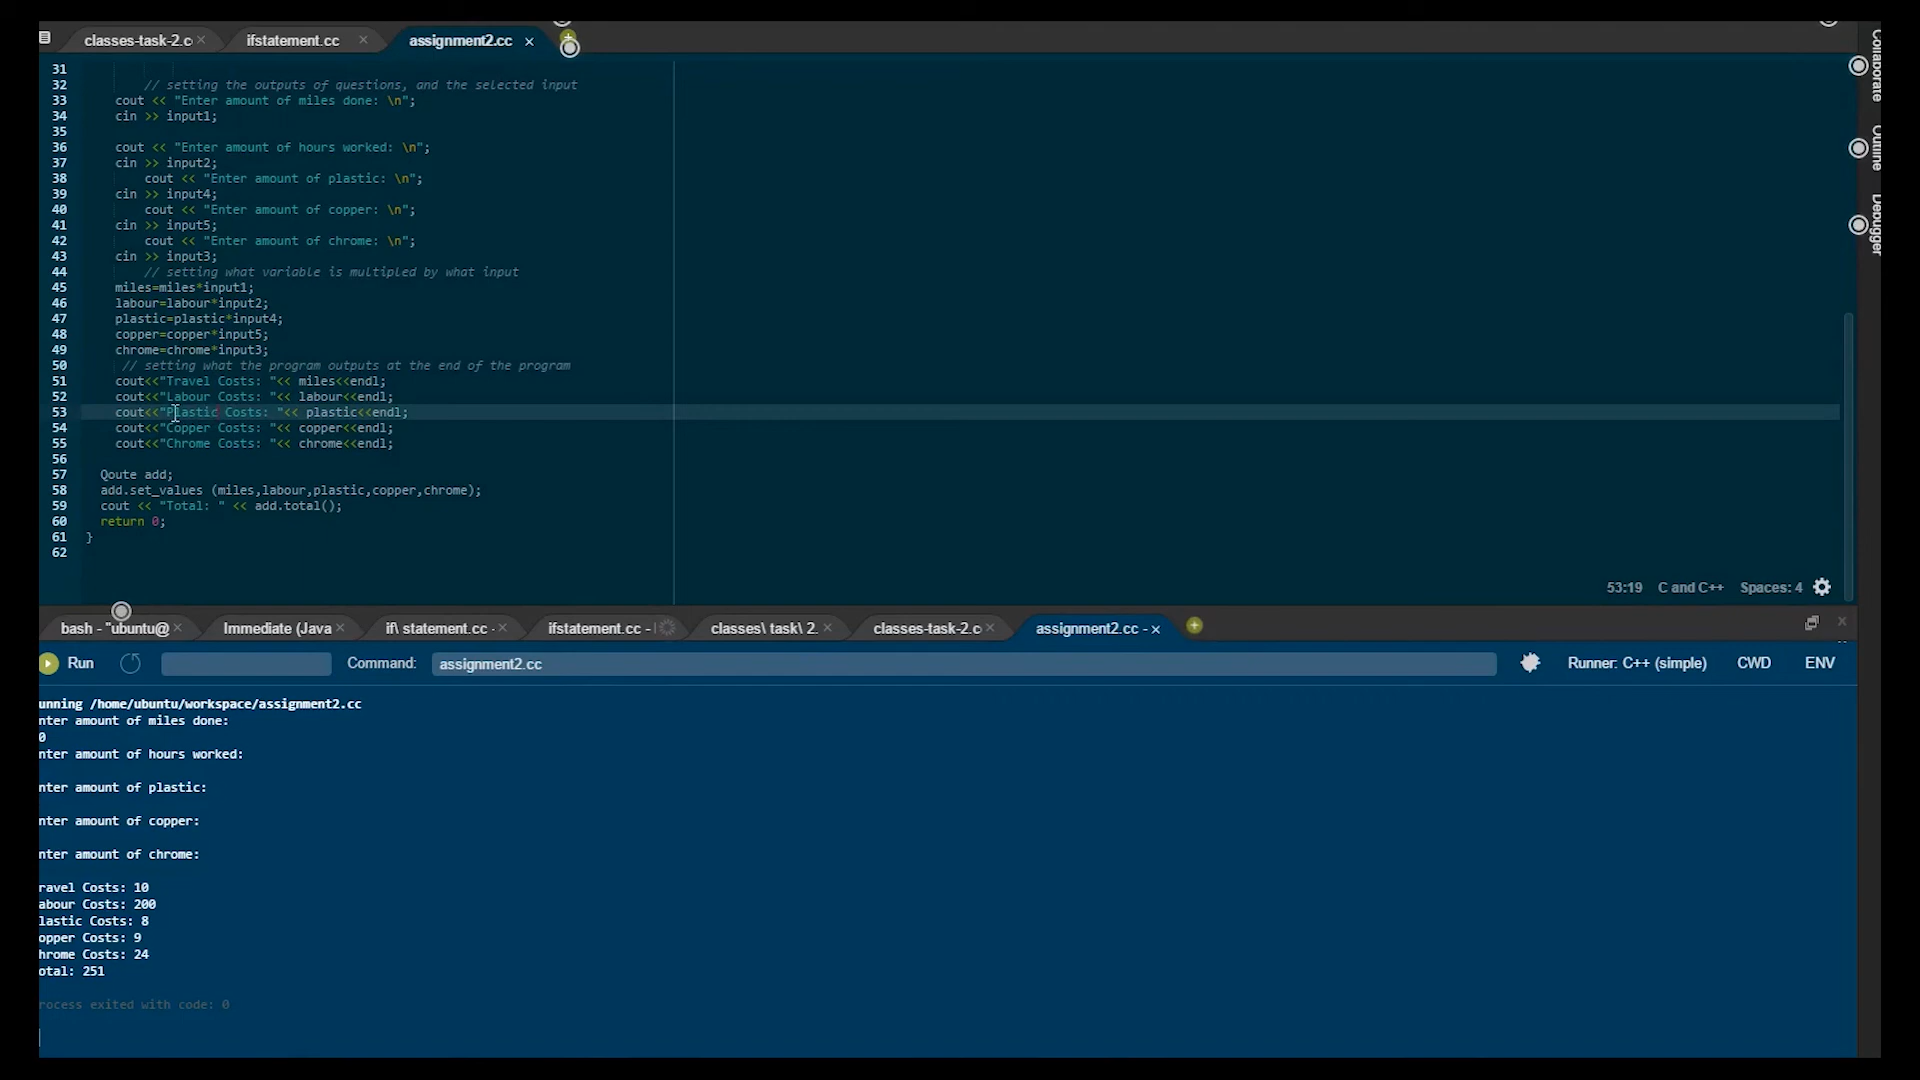 classes-task-2.c
ifstatement.cc
assignment2.cc
Collaborate
Outline
Debugger
31
32 // setting the outputs of questions, and the selected input
33 cout << "Enter amount of miles done: \n";
34 cin >> input1;
35
36 cout << "Enter amount of hours worked: \n";
37 cin >> input2;
38 cout << "Enter amount of plastic: \n";
39 cin >> input4;
40 cout << "Enter amount of copper: \n";
41 cin >> input5;
42 cout << "Enter amount of chrome: \n";
43 cin >> input3;
44 // setting what variable is multipled by what input
45 miles=miles*input1;
46 labour=labour*input2;
47 plastic=plastic*input4;
48 copper=copper*input5;
49 chrome=chrome*input3;
50 // setting what the program outputs at the end of the program
51 cout<<"Travel Costs: "<< miles<<endl;
52 cout<<"Labour Costs: "<< labour<<endl;
53 cout<<"Plastic Costs: "<< plastic<<endl;
54 cout<<"Copper Costs: "<< copper<<endl;
55 cout<<"Chrome Costs: "<< chrome<<endl;
56
57 Qoute add;
58 add.set_values (miles,labour,plastic,copper,chrome);
59 cout << "Total: " << add.total();
60 return 0;
61 }
62
53:19 C and C++ Spaces: 4
bash - "ubuntu@
Immediate (Java
if\ statement.cc -
ifstatement.cc -
classes\ task\ 2.
classes-task-2.c
assignment2.cc -
Run Command: assignment2.cc Runner: C++ (simple) CWD ENV
unning /home/ubuntu/workspace/assignment2.cc
nter amount of miles done:
0
nter amount of hours worked:
nter amount of plastic:
nter amount of copper:
nter amount of chrome:
ravel Costs: 10
abour Costs: 200
lastic Costs: 8
opper Costs: 9
hrome Costs: 24
otal: 251
rocess exited with code: 0